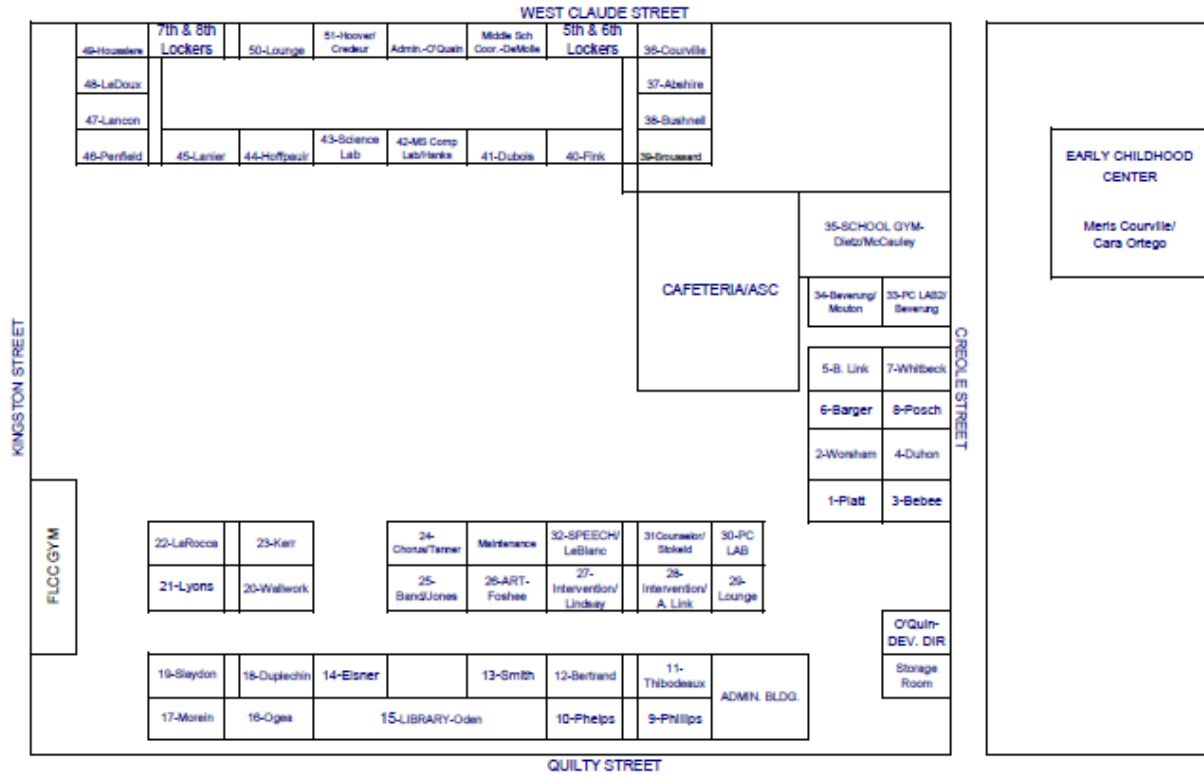 WEST CLAUDE STREET
49-Houssiere
7th & 8th
Lockers
50-Lounge
51-Hoover/
Credeur
Admin.-O'Quain
Middle Sch
Coor.-DeMolle
5th & 6th
Lockers
36-Courville
48-LeDoux
37-Abshire
47-Lancon
38-Bushnell
46-Penfield
45-Lanier
44-Hoffpauir
43-Science
Lab
42-MS Comp
Lab/Hanks
41-Dubois
40-Fink
39-Broussard
EARLY CHILDHOOD
CENTER
Meris Courville/
Cara Ortego
35-SCHOOL GYM-
Dietz/McCauley
CAFETERIA/ASC
34-Beverung/
Mouton
33-PC LAB2/
Beverung
KINGSTON STREET
CREOLE STREET
5-B. Link
7-Whitbeck
6-Barger
8-Posch
2-Worsham
4-Duhon
1-Platt
3-Bebee
FLCC GYM
22-LaRocca
23-Kerr
24-
Chorus/Tanner
Maintenance
32-SPEECH/
LeBlanc
31Counselor/
Stokeld
30-PC
LAB
21-Lyons
20-Wallwork
25-
Band/Jones
26-ART-
Foshee
27-
Intervention/
Lindsay
28-
Intervention/
A. Link
29-
Lounge
O'Quin-
DEV. DIR
Storage
Room
19-Slaydon
18-Duplechin
14-Eisner
13-Smith
12-Bertrand
11-
Thibodeaux
ADMIN. BLDG.
17-Morein
16-Ogea
15-LIBRARY-Oden
10-Phelps
9-Phillips
QUILTY STREET